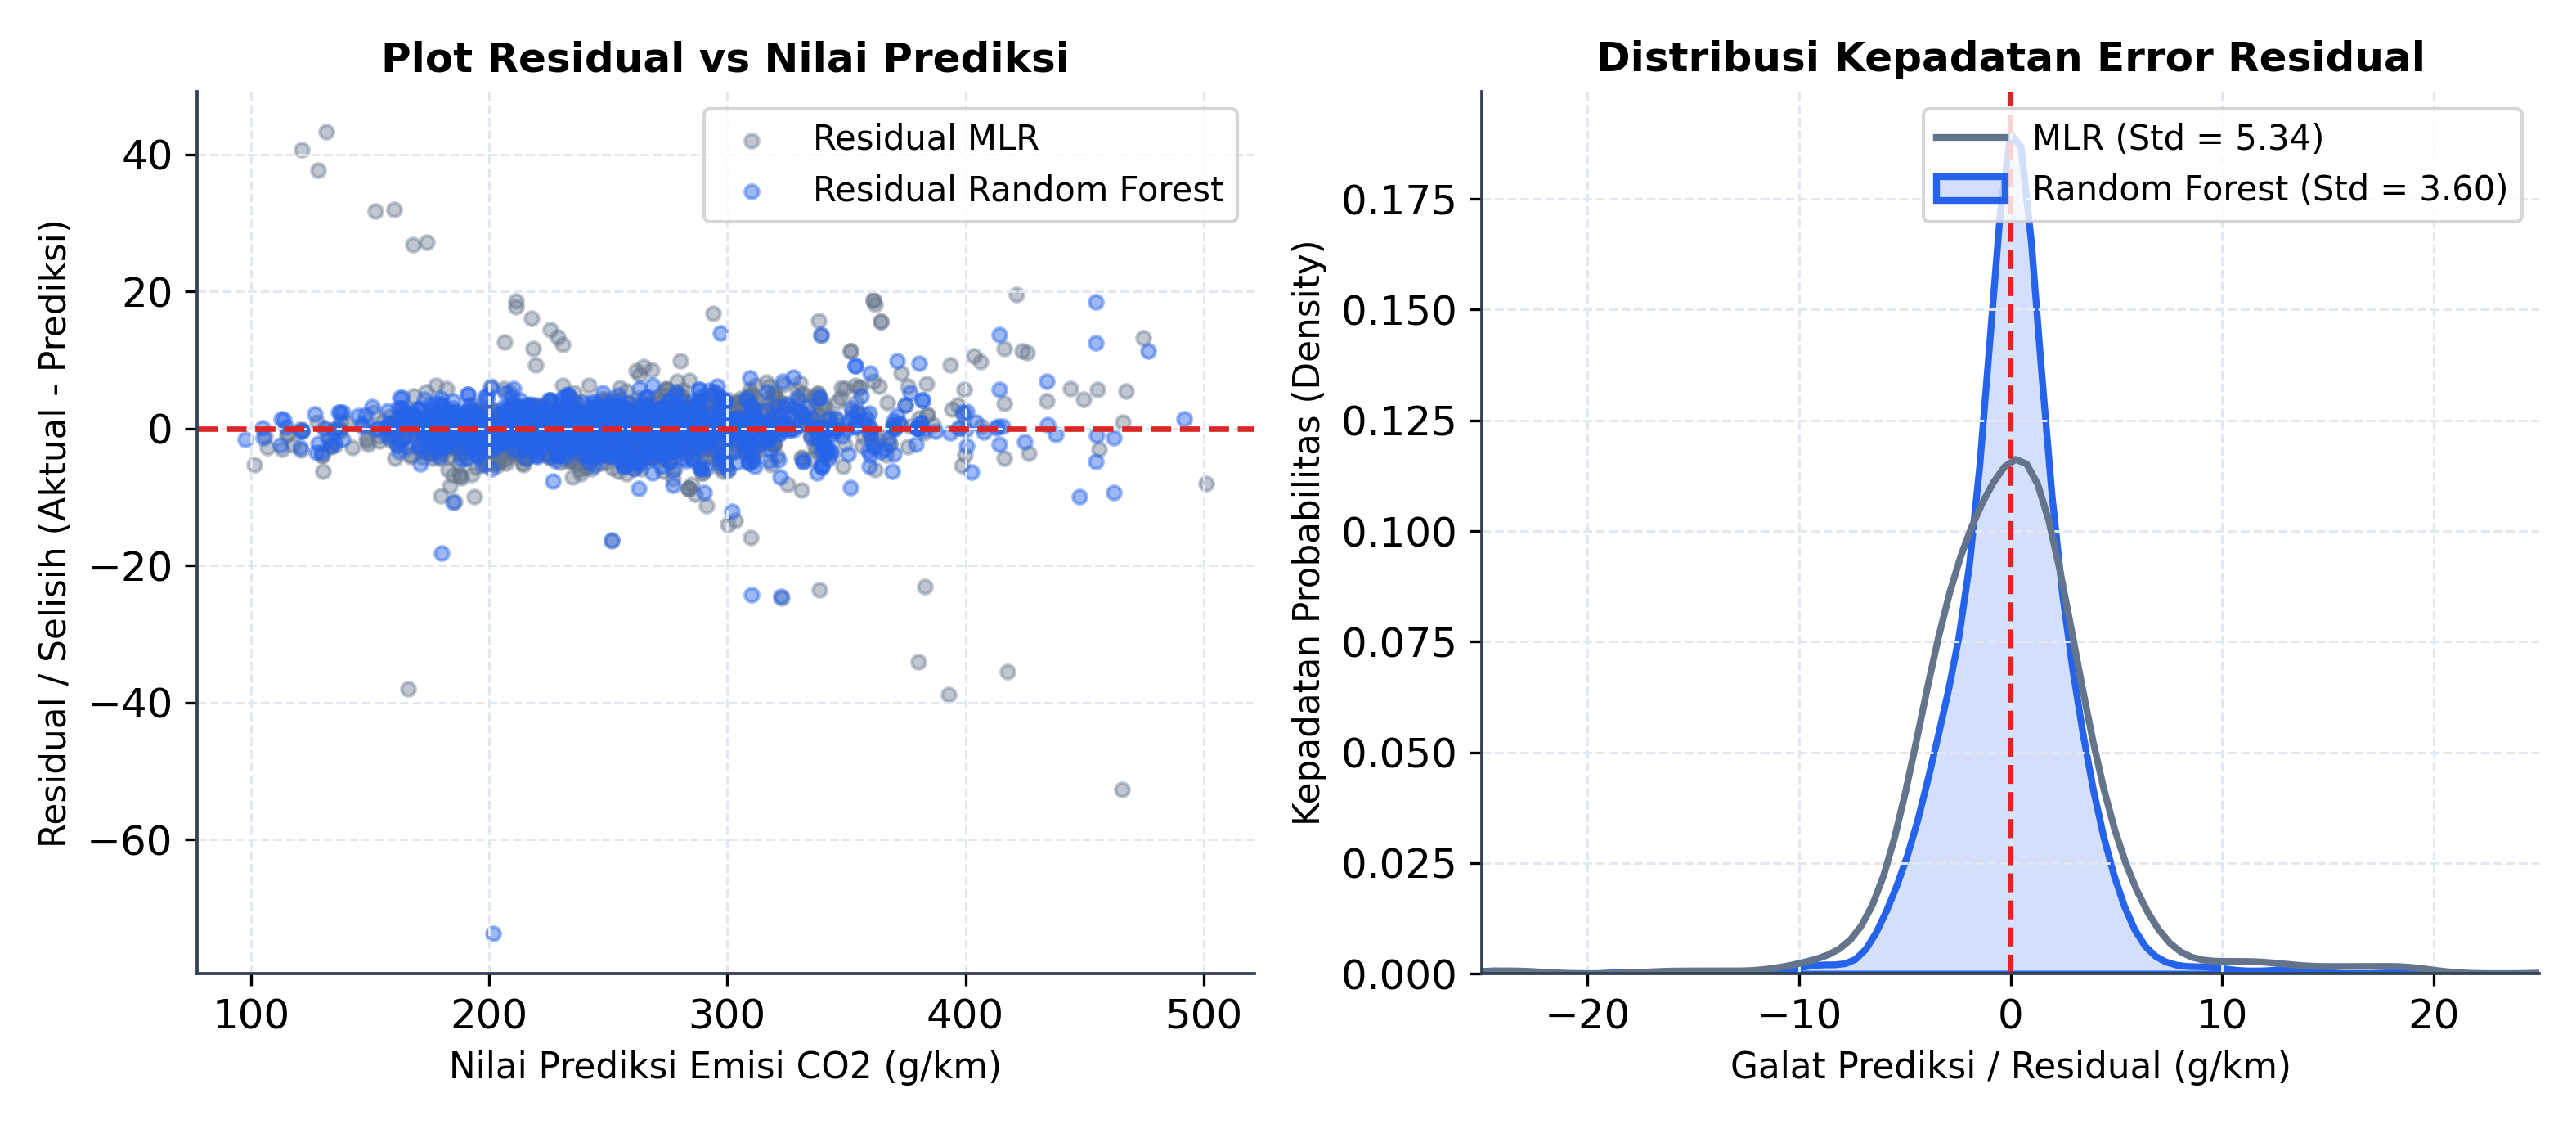 Plot Residual vs Nilai Prediksi
Residual MLR
Residual Random Forest
40
20
0
−20
−40
−60
Residual / Selisih (Aktual - Prediksi)
100 200 300 400 500
Nilai Prediksi Emisi CO2 (g/km)
Distribusi Kepadatan Error Residual
MLR (Std = 5.34)
Random Forest (Std = 3.60)
0.175
0.150
0.125
0.100
0.075
0.050
0.025
0.000
Kepadatan Probabilitas (Density)
−20 −10 0 10 20
Galat Prediksi / Residual (g/km)